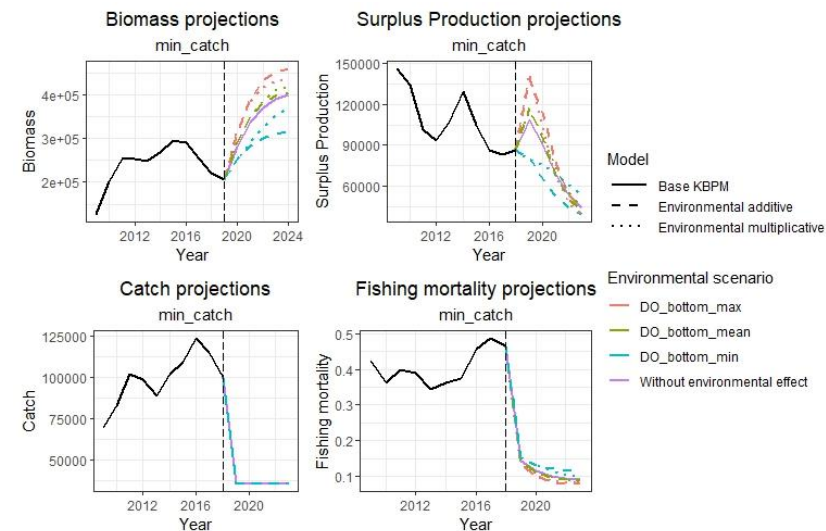 Biomass projections
min_catch
Biomass
4e+05
3e+05
2e+05
2012 2016 2020 2024
Year
Surplus Production projections
min_catch
Surplus Production
150000
120000
90000
60000
2012 2016 2020
Year
Catch projections
min_catch
Catch
125000
100000
75000
50000
2012 2016 2020
Year
Fishing mortality projections
min_catch
Fishing mortality
0.5
0.4
0.3
0.2
0.1
2012 2016 2020
Year
Model
Base KBPM
Environmental additive
Environmental multiplicative
Environmental scenario
DO_bottom_max
DO_bottom_mean
DO_bottom_min
Without environmental effect